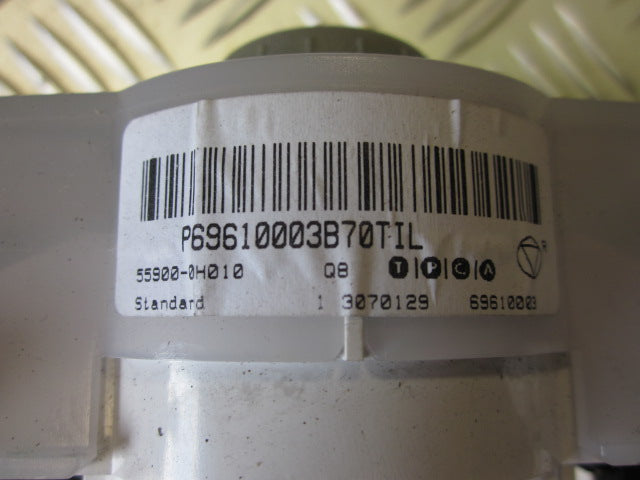 P69610003B70TIL
55900-0H010 Q8 T|P|C|A R
Standard 1 3070129 69610003